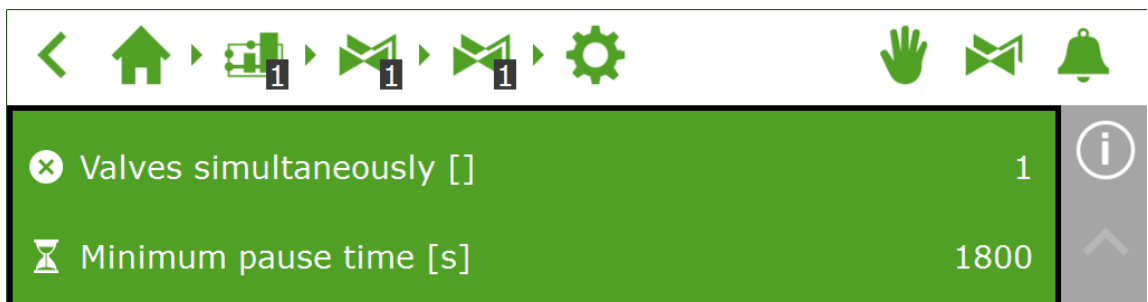 1 1 1
Valves simultaneously [] 1
Minimum pause time [s] 1800